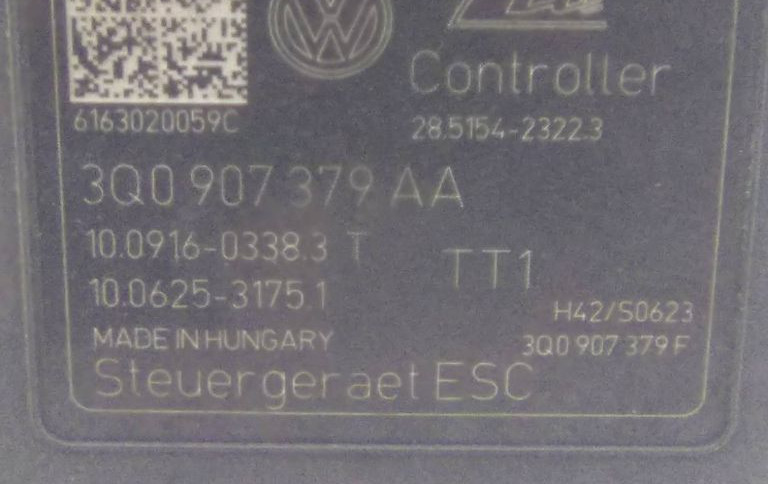 Controller
6163020059C
28.5154-2322.3
3Q0 907 379 AA
10.0916-0338.3 T
TT1
10.0625-3175.1
H42/S0623
MADE IN HUNGARY
3Q0 907 379 F
Steuergeraet ESC